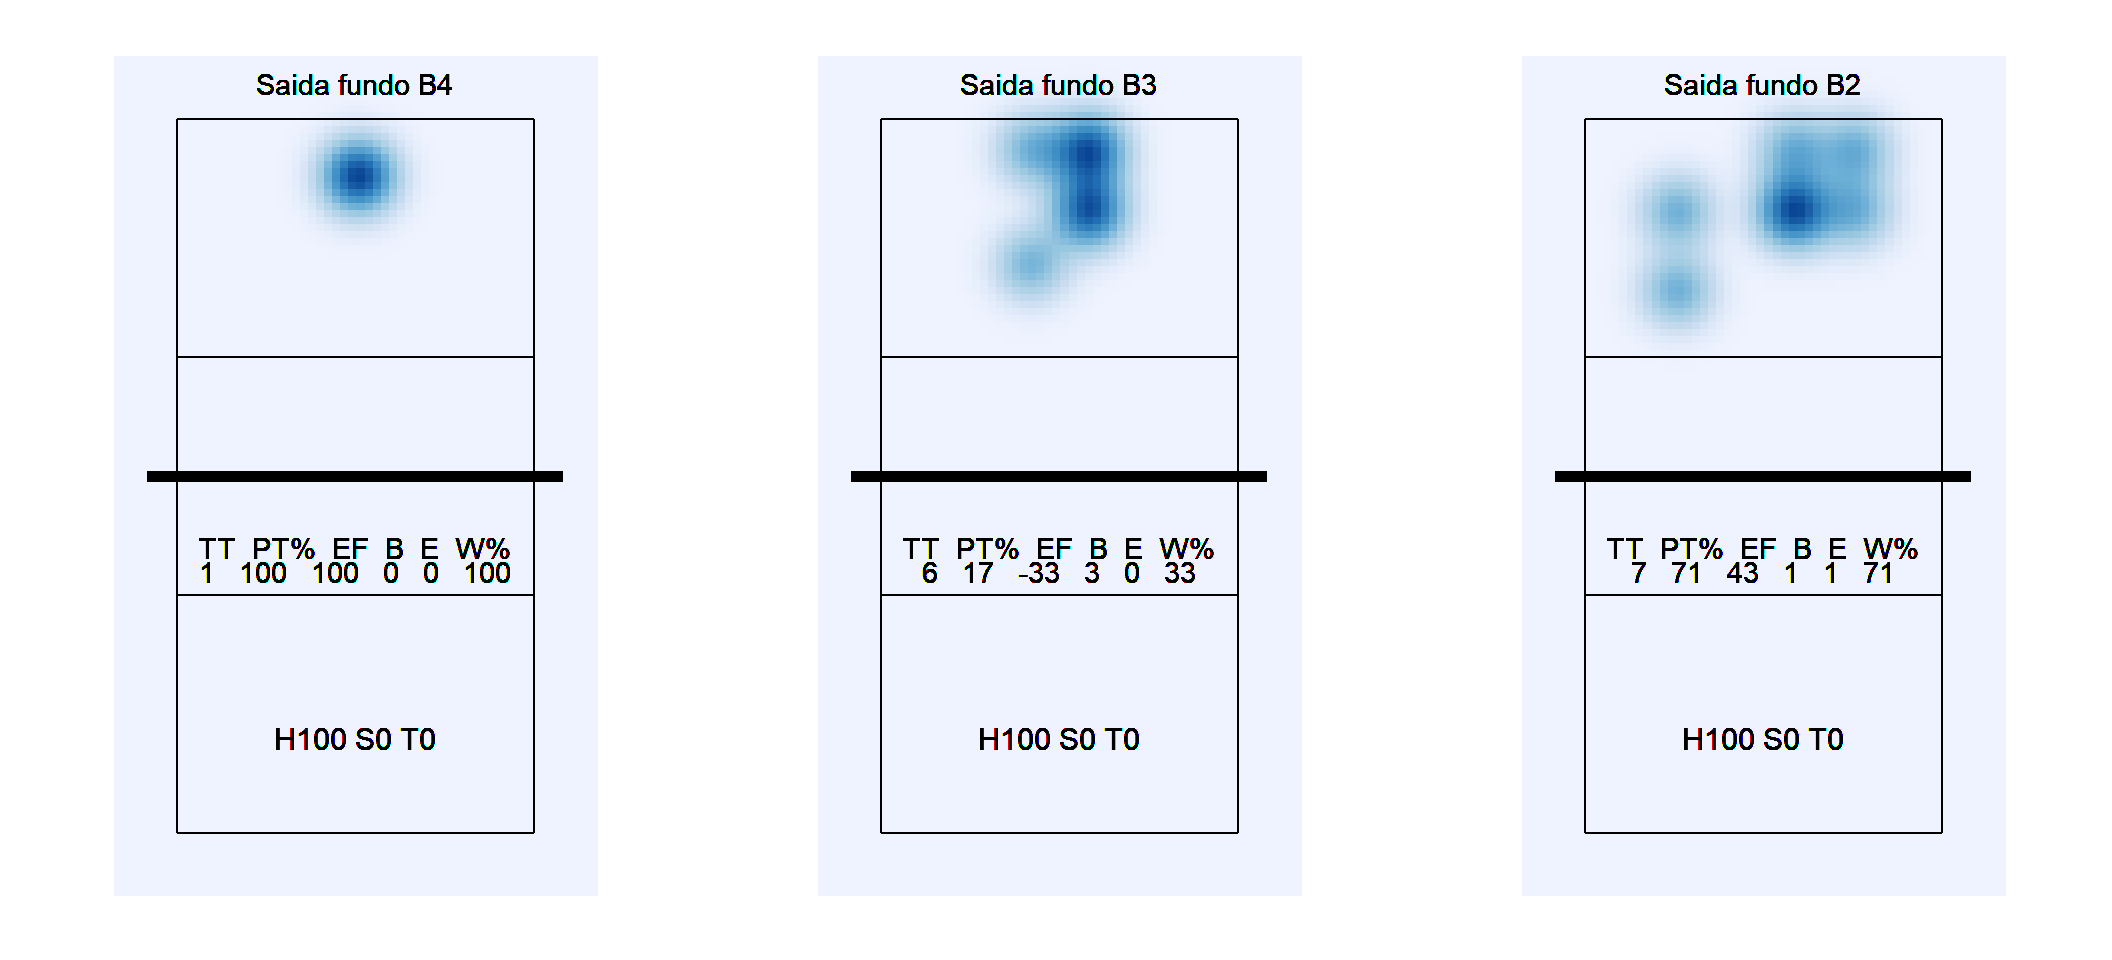 Saida fundo B4
TT PT% EF B E W%
1 100 100 0 0 100
H100 S0 T0
Saida fundo B3
TT PT% EF B E W%
6 17 -33 3 0 33
H100 S0 T0
Saida fundo B2
TT PT% EF B E W%
7 71 43 1 1 71
H100 S0 T0